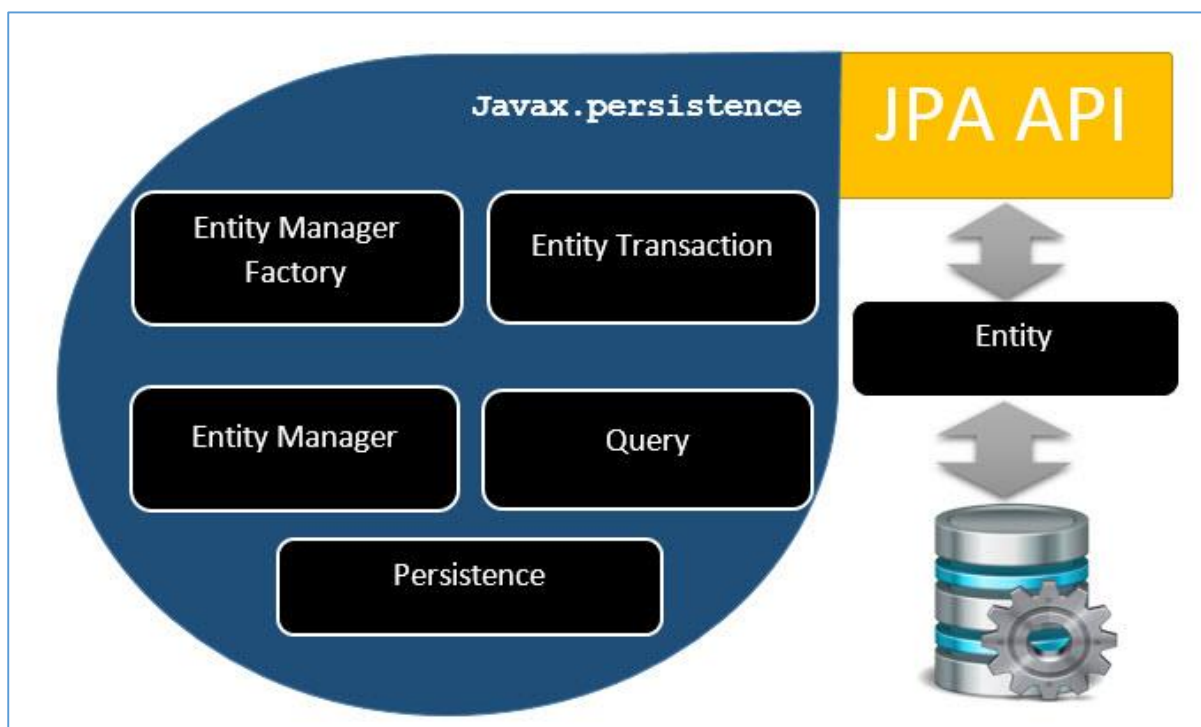 Javax.persistence
JPA API
Entity Manager
Factory
Entity Transaction
Entity
Entity Manager
Query
Persistence